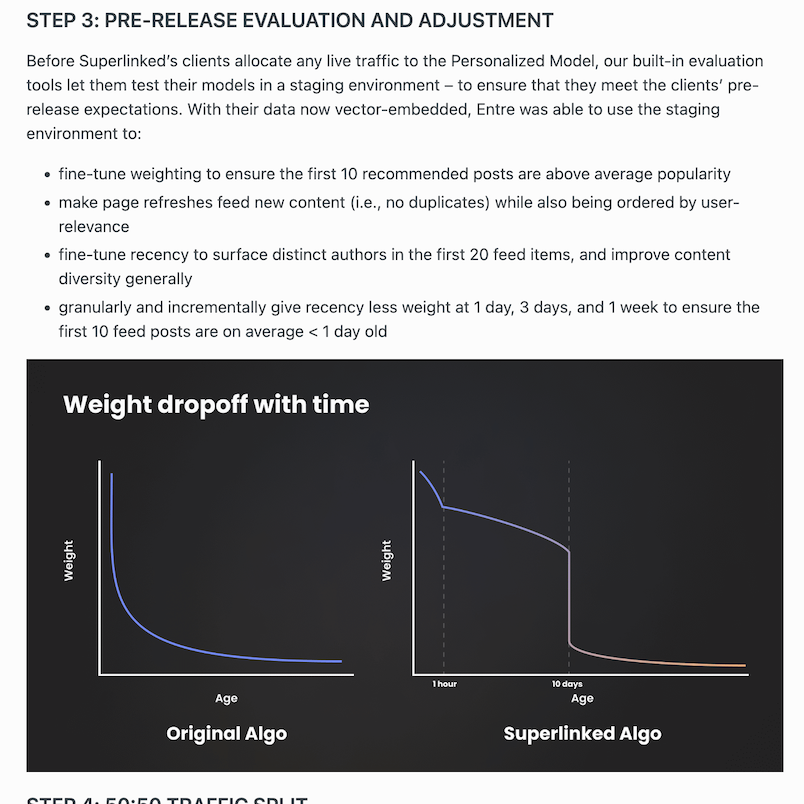 STEP 3: PRE-RELEASE EVALUATION AND ADJUSTMENT
Before Superlinked's clients allocate any live traffic to the Personalized Model, our built-in evaluation
tools let them test their models in a staging environment – to ensure that they meet the clients' pre-
release expectations. With their data now vector-embedded, Entre was able to use the staging
environment to:
• fine-tune weighting to ensure the first 10 recommended posts are above average popularity
• make page refreshes feed new content (i.e., no duplicates) while also being ordered by user-
relevance
• fine-tune recency to surface distinct authors in the first 20 feed items, and improve content
diversity generally
• granularly and incrementally give recency less weight at 1 day, 3 days, and 1 week to ensure the
first 10 feed posts are on average < 1 day old
Weight dropoff with time
Weight
Age
Original Algo
Weight
1 hour
10 days
Age
Superlinked Algo
STEP 4: 50:50 TRAFFIC SPLIT